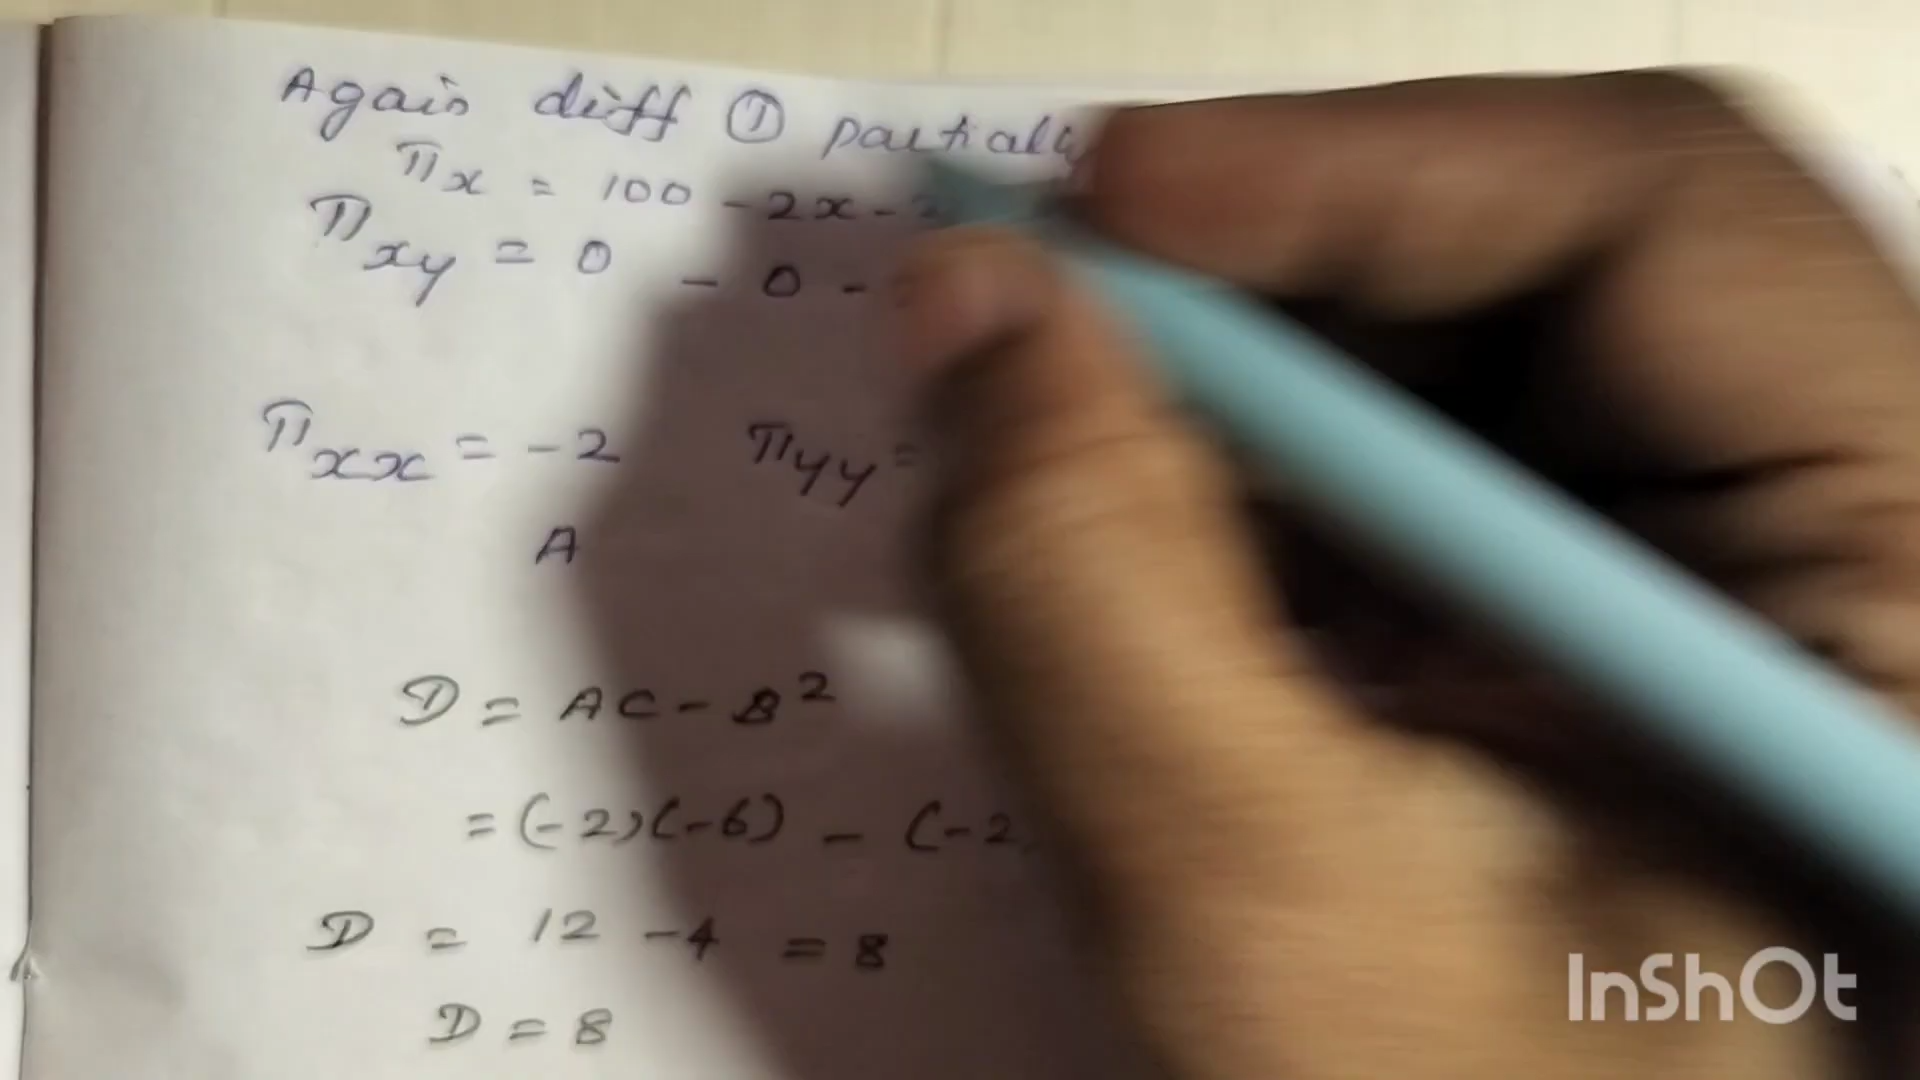 Again diff ① partially
πx = 100 - 2x - 2
πxy = 0 - 0 -
πxx = -2 πyy =
A
D = AC - B²
= (-2)(-6) - (-2)
D = 12 - 4 = 8
D = 8
InShOt